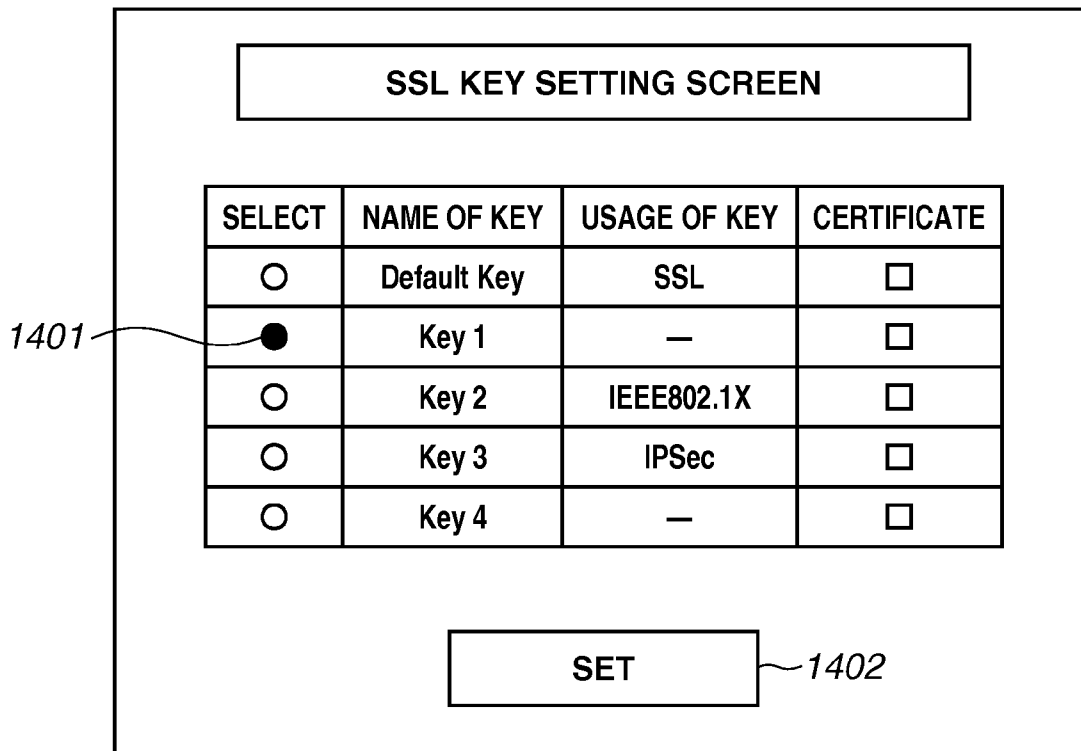 SSL KEY SETTING SCREEN
SELECT NAME OF KEY USAGE OF KEY CERTIFICATE
Default Key SSL
1401 Key 1 —
Key 2 IEEE802.1X
Key 3 IPSec
Key 4 —
SET 1402